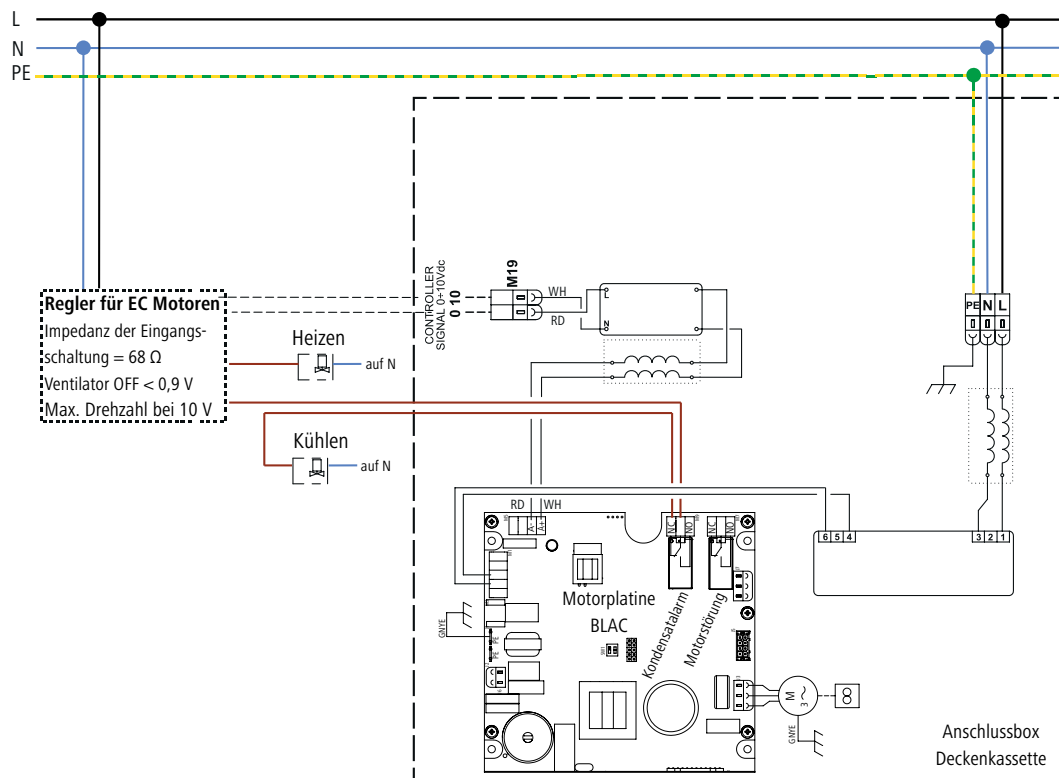 L
N
PE
Regler für EC Motoren
Impedanz der Eingangs-
schaltung = 68 Ω
Ventilator OFF < 0,9 V
Max. Drehzahl bei 10 V
Heizen
auf N
Kühlen
auf N
CONTROLLER
SIGNAL 0÷10Vdc
0 10
M19
WH
RD
L
N
PE N L
RD WH
A- A+
NC NO
NC NO
6 5 4
3 2 1
Motorplatine
BLAC
Kondensatalarm
Motorstörung
GNYE
PE
PE
M
3~
GNYE
Anschlussbox
Deckenkassette